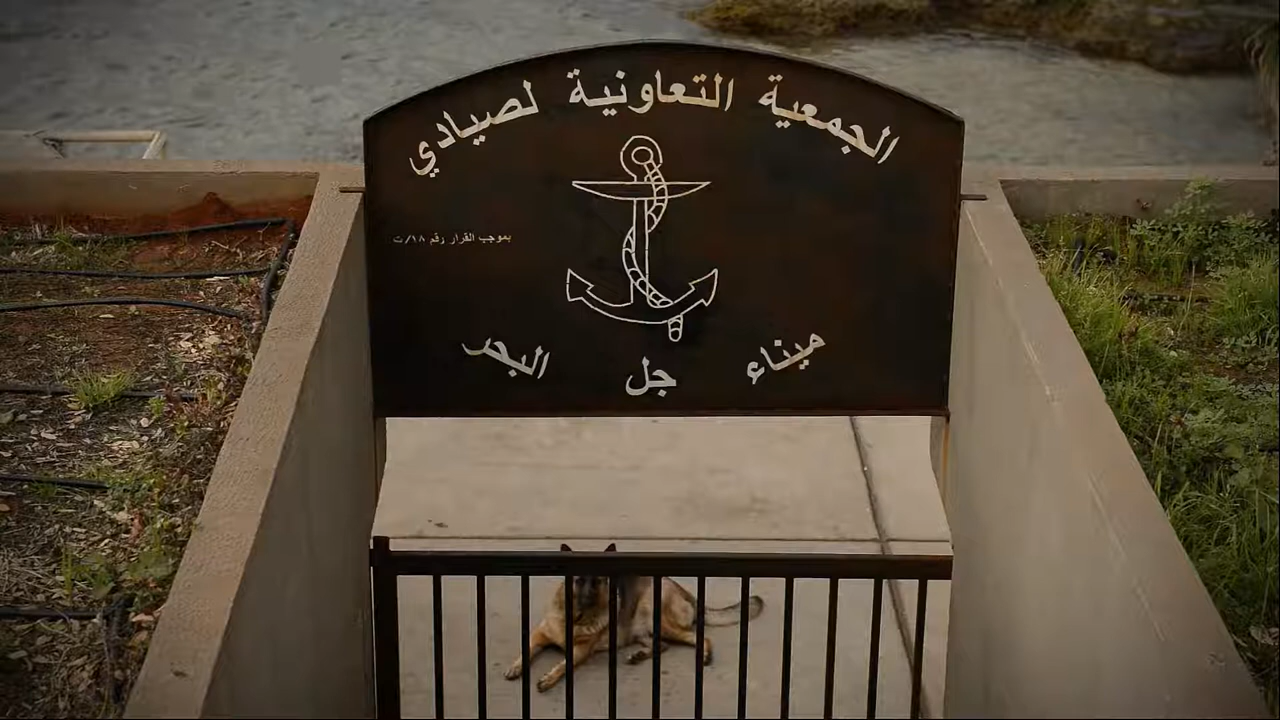 الجمعية التعاونية لصيادي
بموجب القرار رقم ١٨/ت
ميناء جل البحر